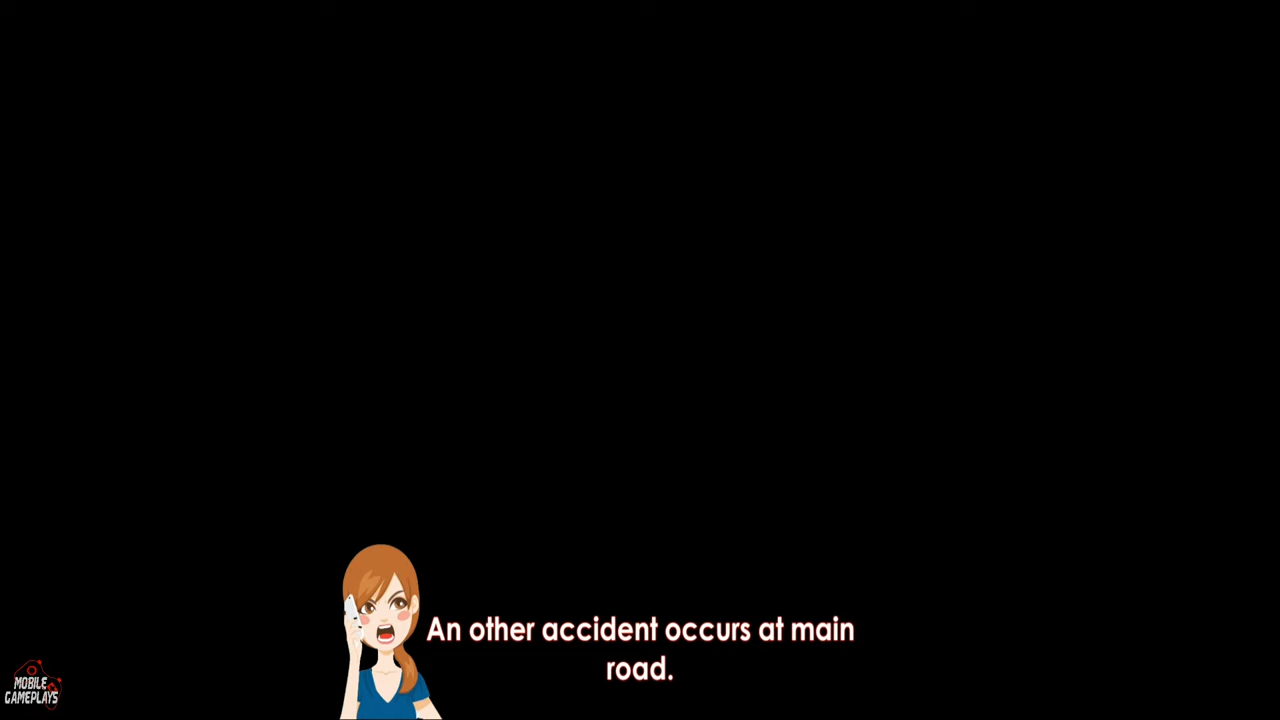 An other accident occurs at main
road.
MOBILE
GAMEPLAYS